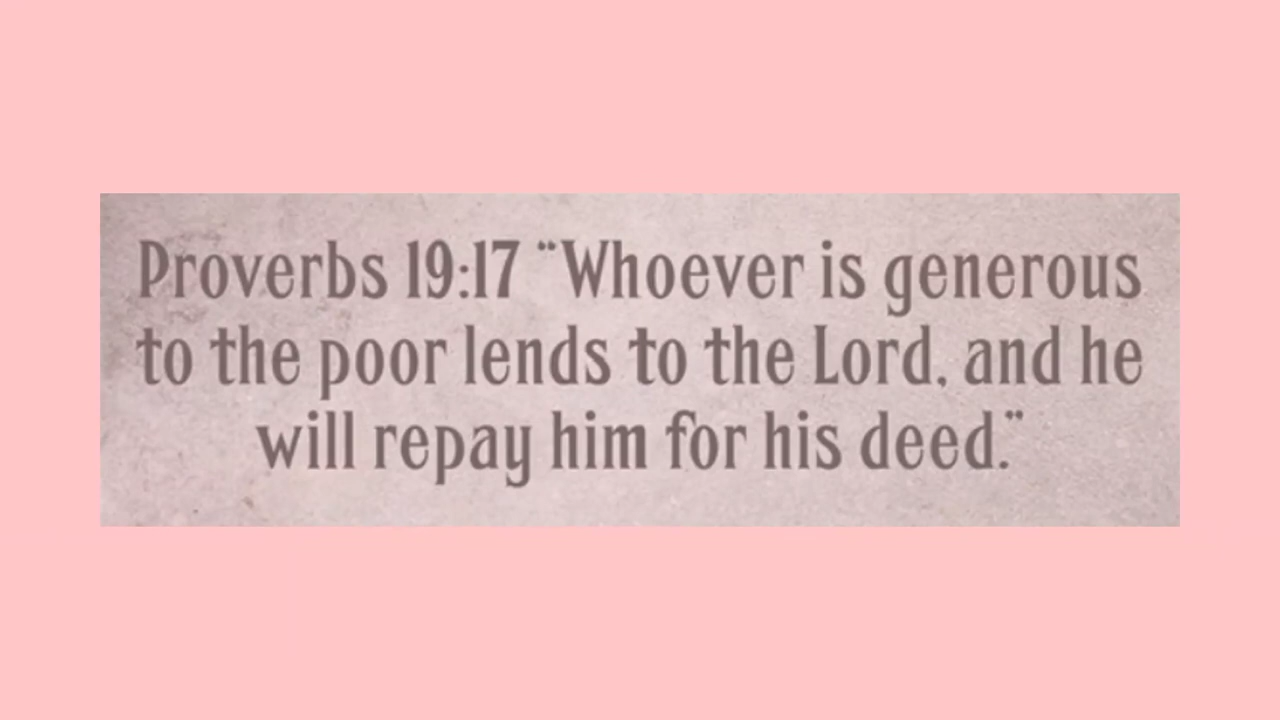 Proverbs 19:17 "Whoever is generous
to the poor lends to the Lord, and he
will repay him for his deed."